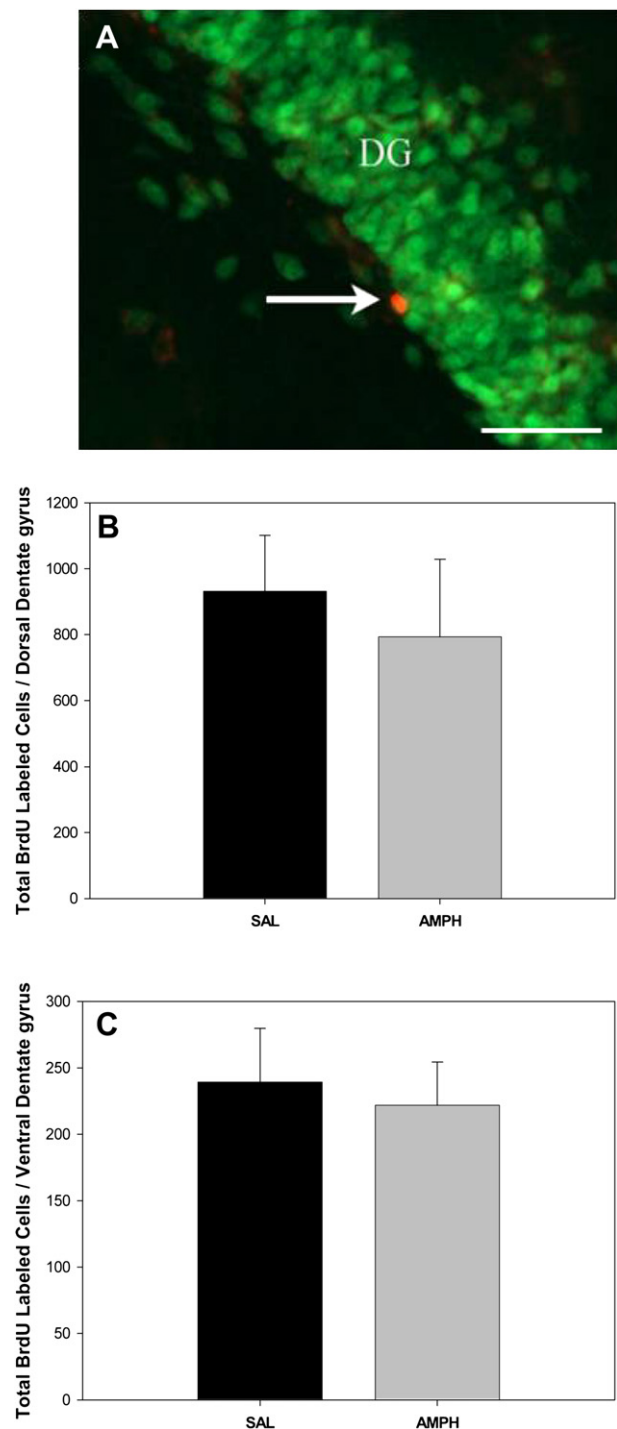 A
DG
B
Total BrdU Labeled Cells / Dorsal Dentate gyrus
1200
1000
800
600
400
200
0
SAL AMPH
C
Total BrdU Labeled Cells / Ventral Dentate gyrus
300
250
200
150
100
50
0
SAL AMPH